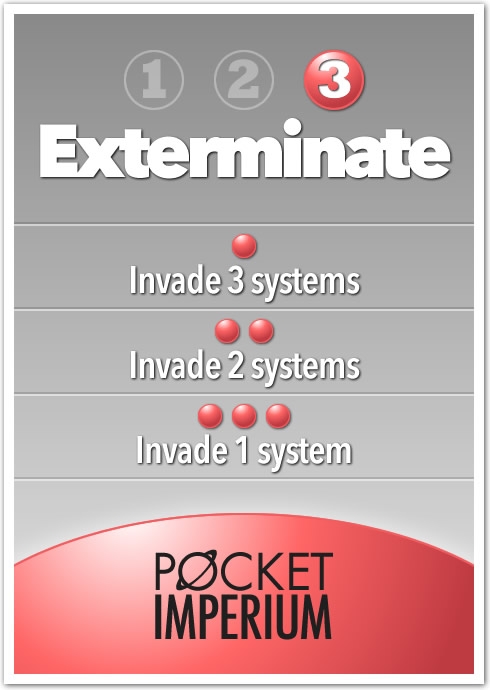 1 2 3
Exterminate
Invade 3 systems
Invade 2 systems
Invade 1 system
POCKET
IMPERIUM